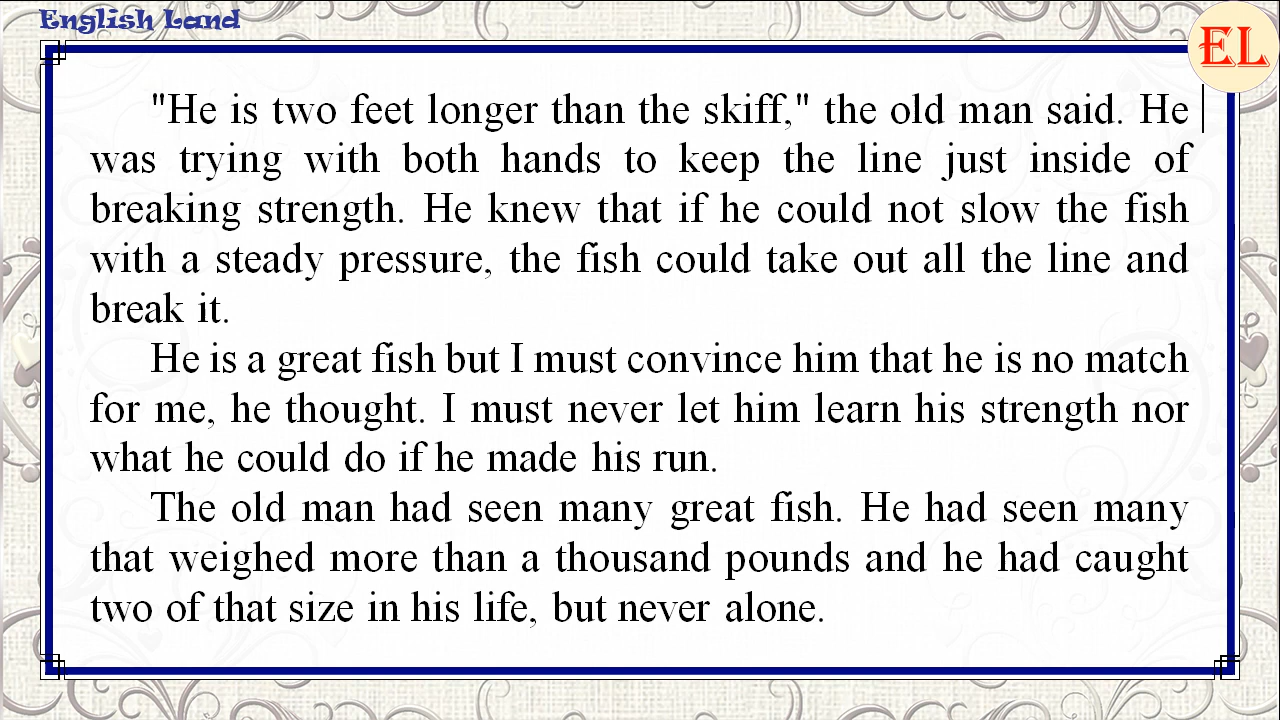 English Land
EL
"He is two feet longer than the skiff," the old man said. He
was trying with both hands to keep the line just inside of
breaking strength. He knew that if he could not slow the fish
with a steady pressure, the fish could take out all the line and
break it.
He is a great fish but I must convince him that he is no match
for me, he thought. I must never let him learn his strength nor
what he could do if he made his run.
The old man had seen many great fish. He had seen many
that weighed more than a thousand pounds and he had caught
two of that size in his life, but never alone.